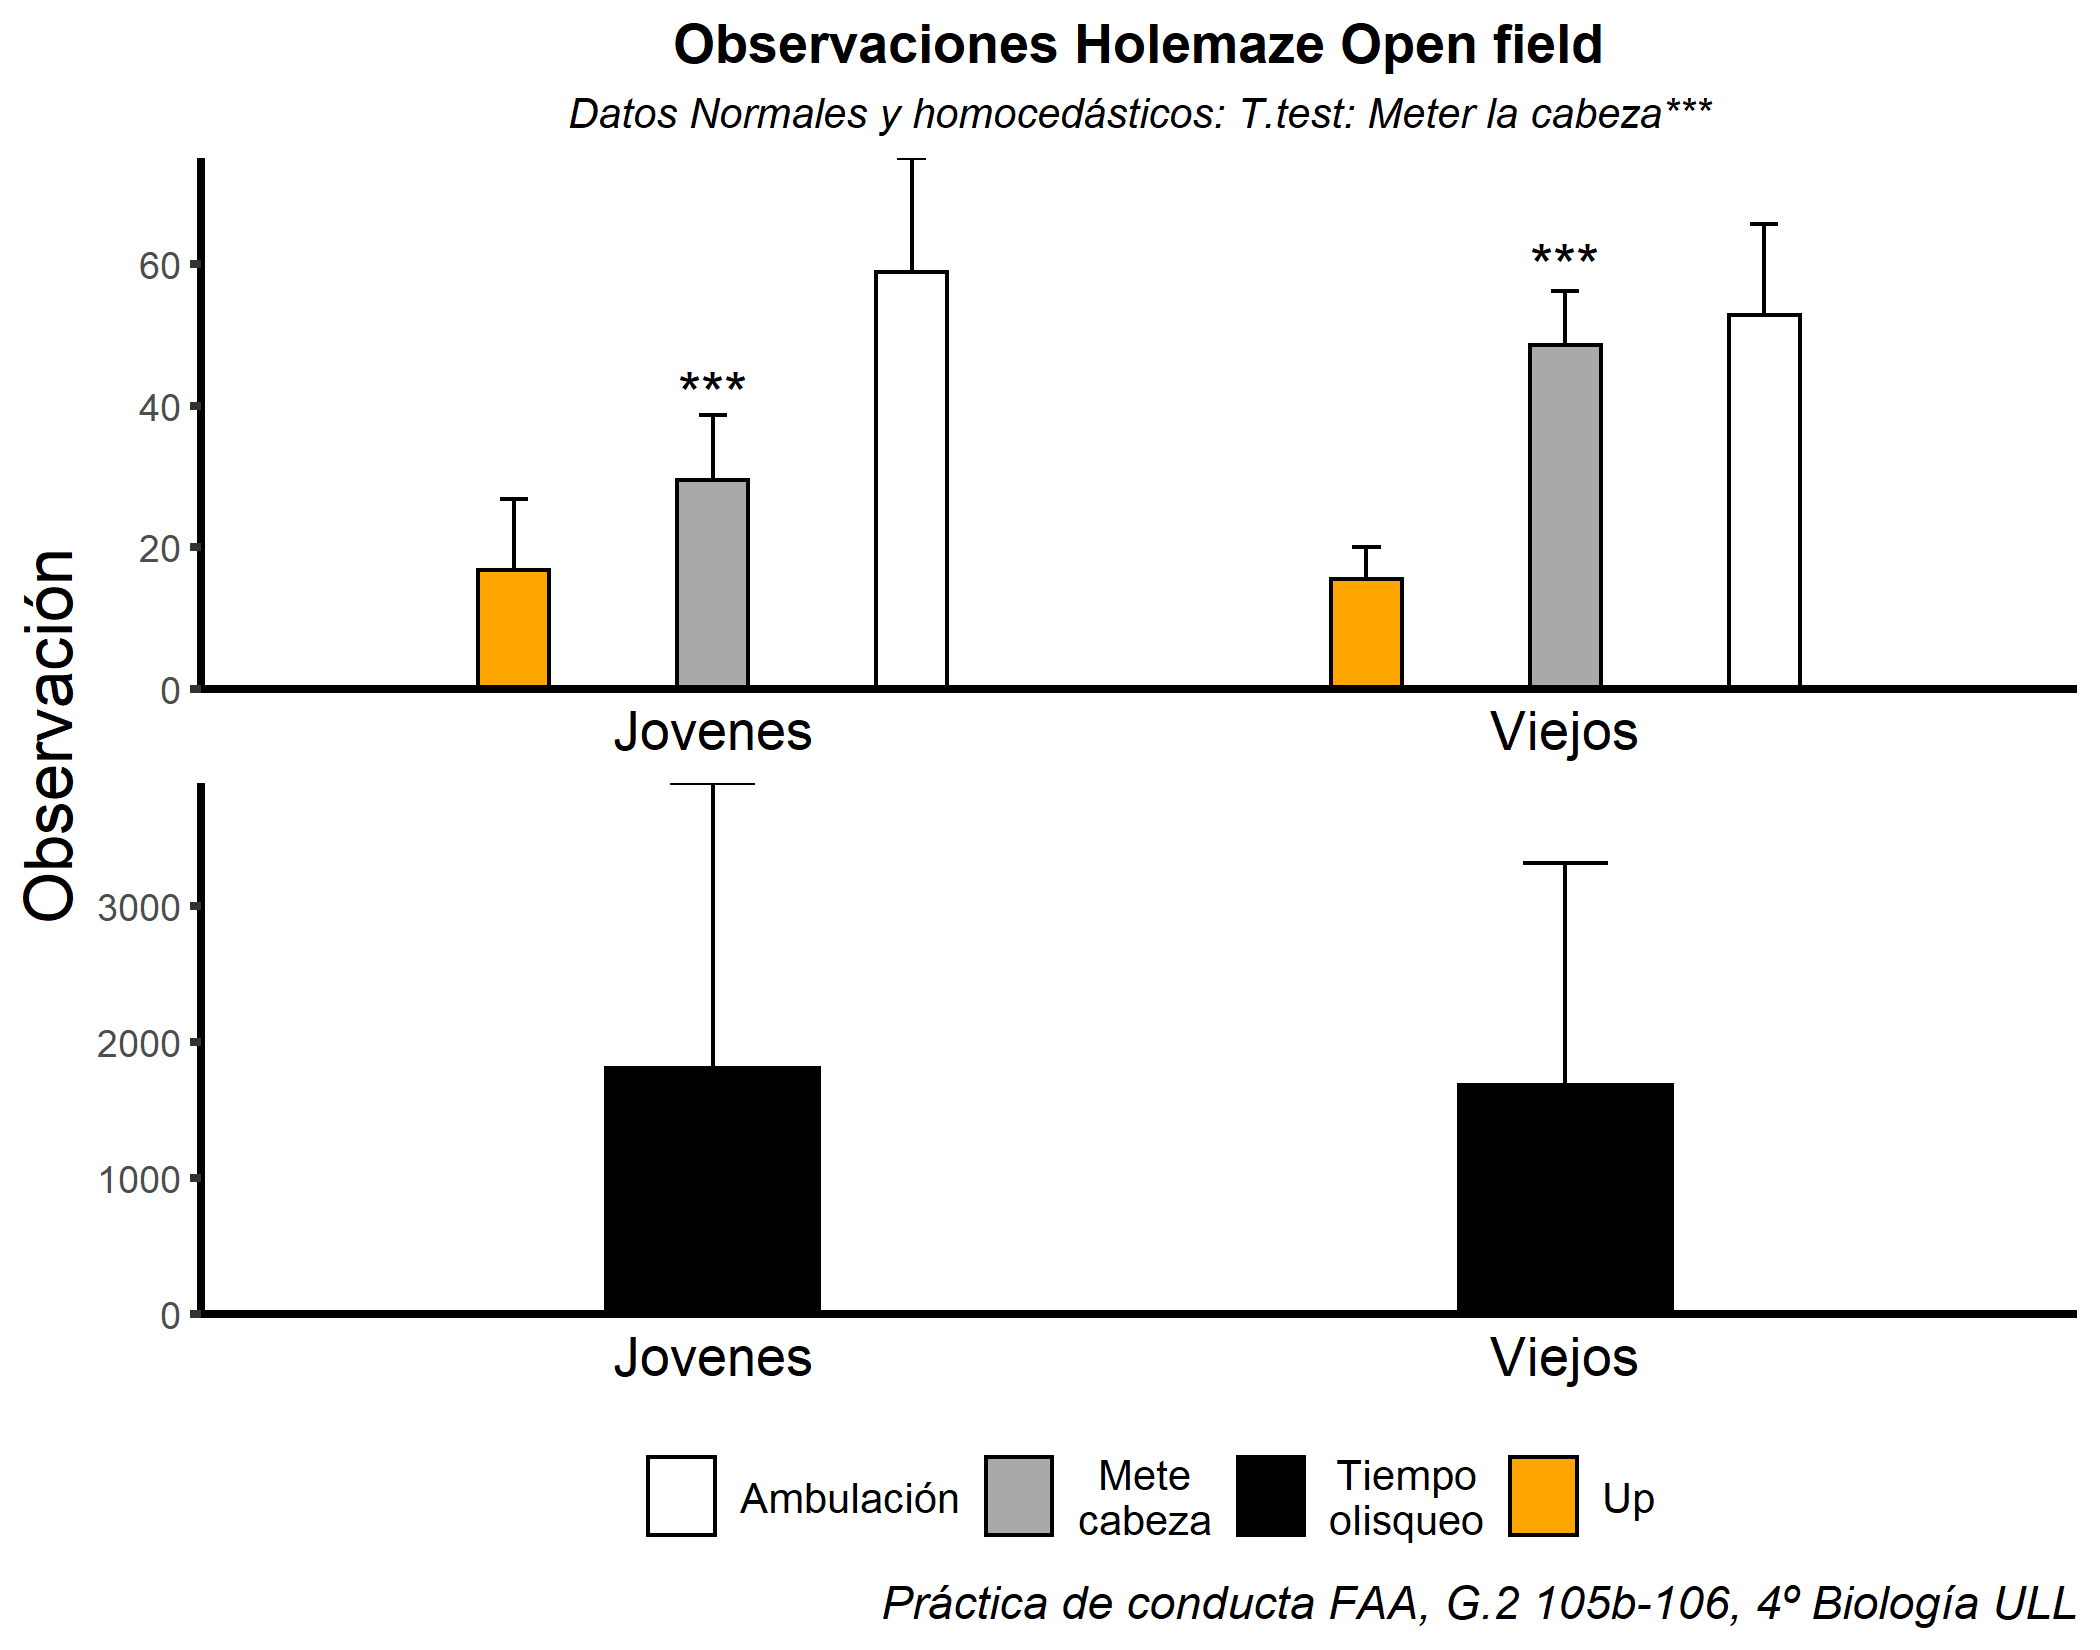 Observaciones Holemaze Open field
Datos Normales y homocedásticos: T.test: Meter la cabeza***
Observación
60
40
20
0
***
***
Jovenes
Viejos
3000
2000
1000
0
Jovenes
Viejos
Ambulación
Mete
cabeza
Tiempo
olisqueo
Up
Práctica de conducta FAA, G.2 105b-106, 4º Biología ULL